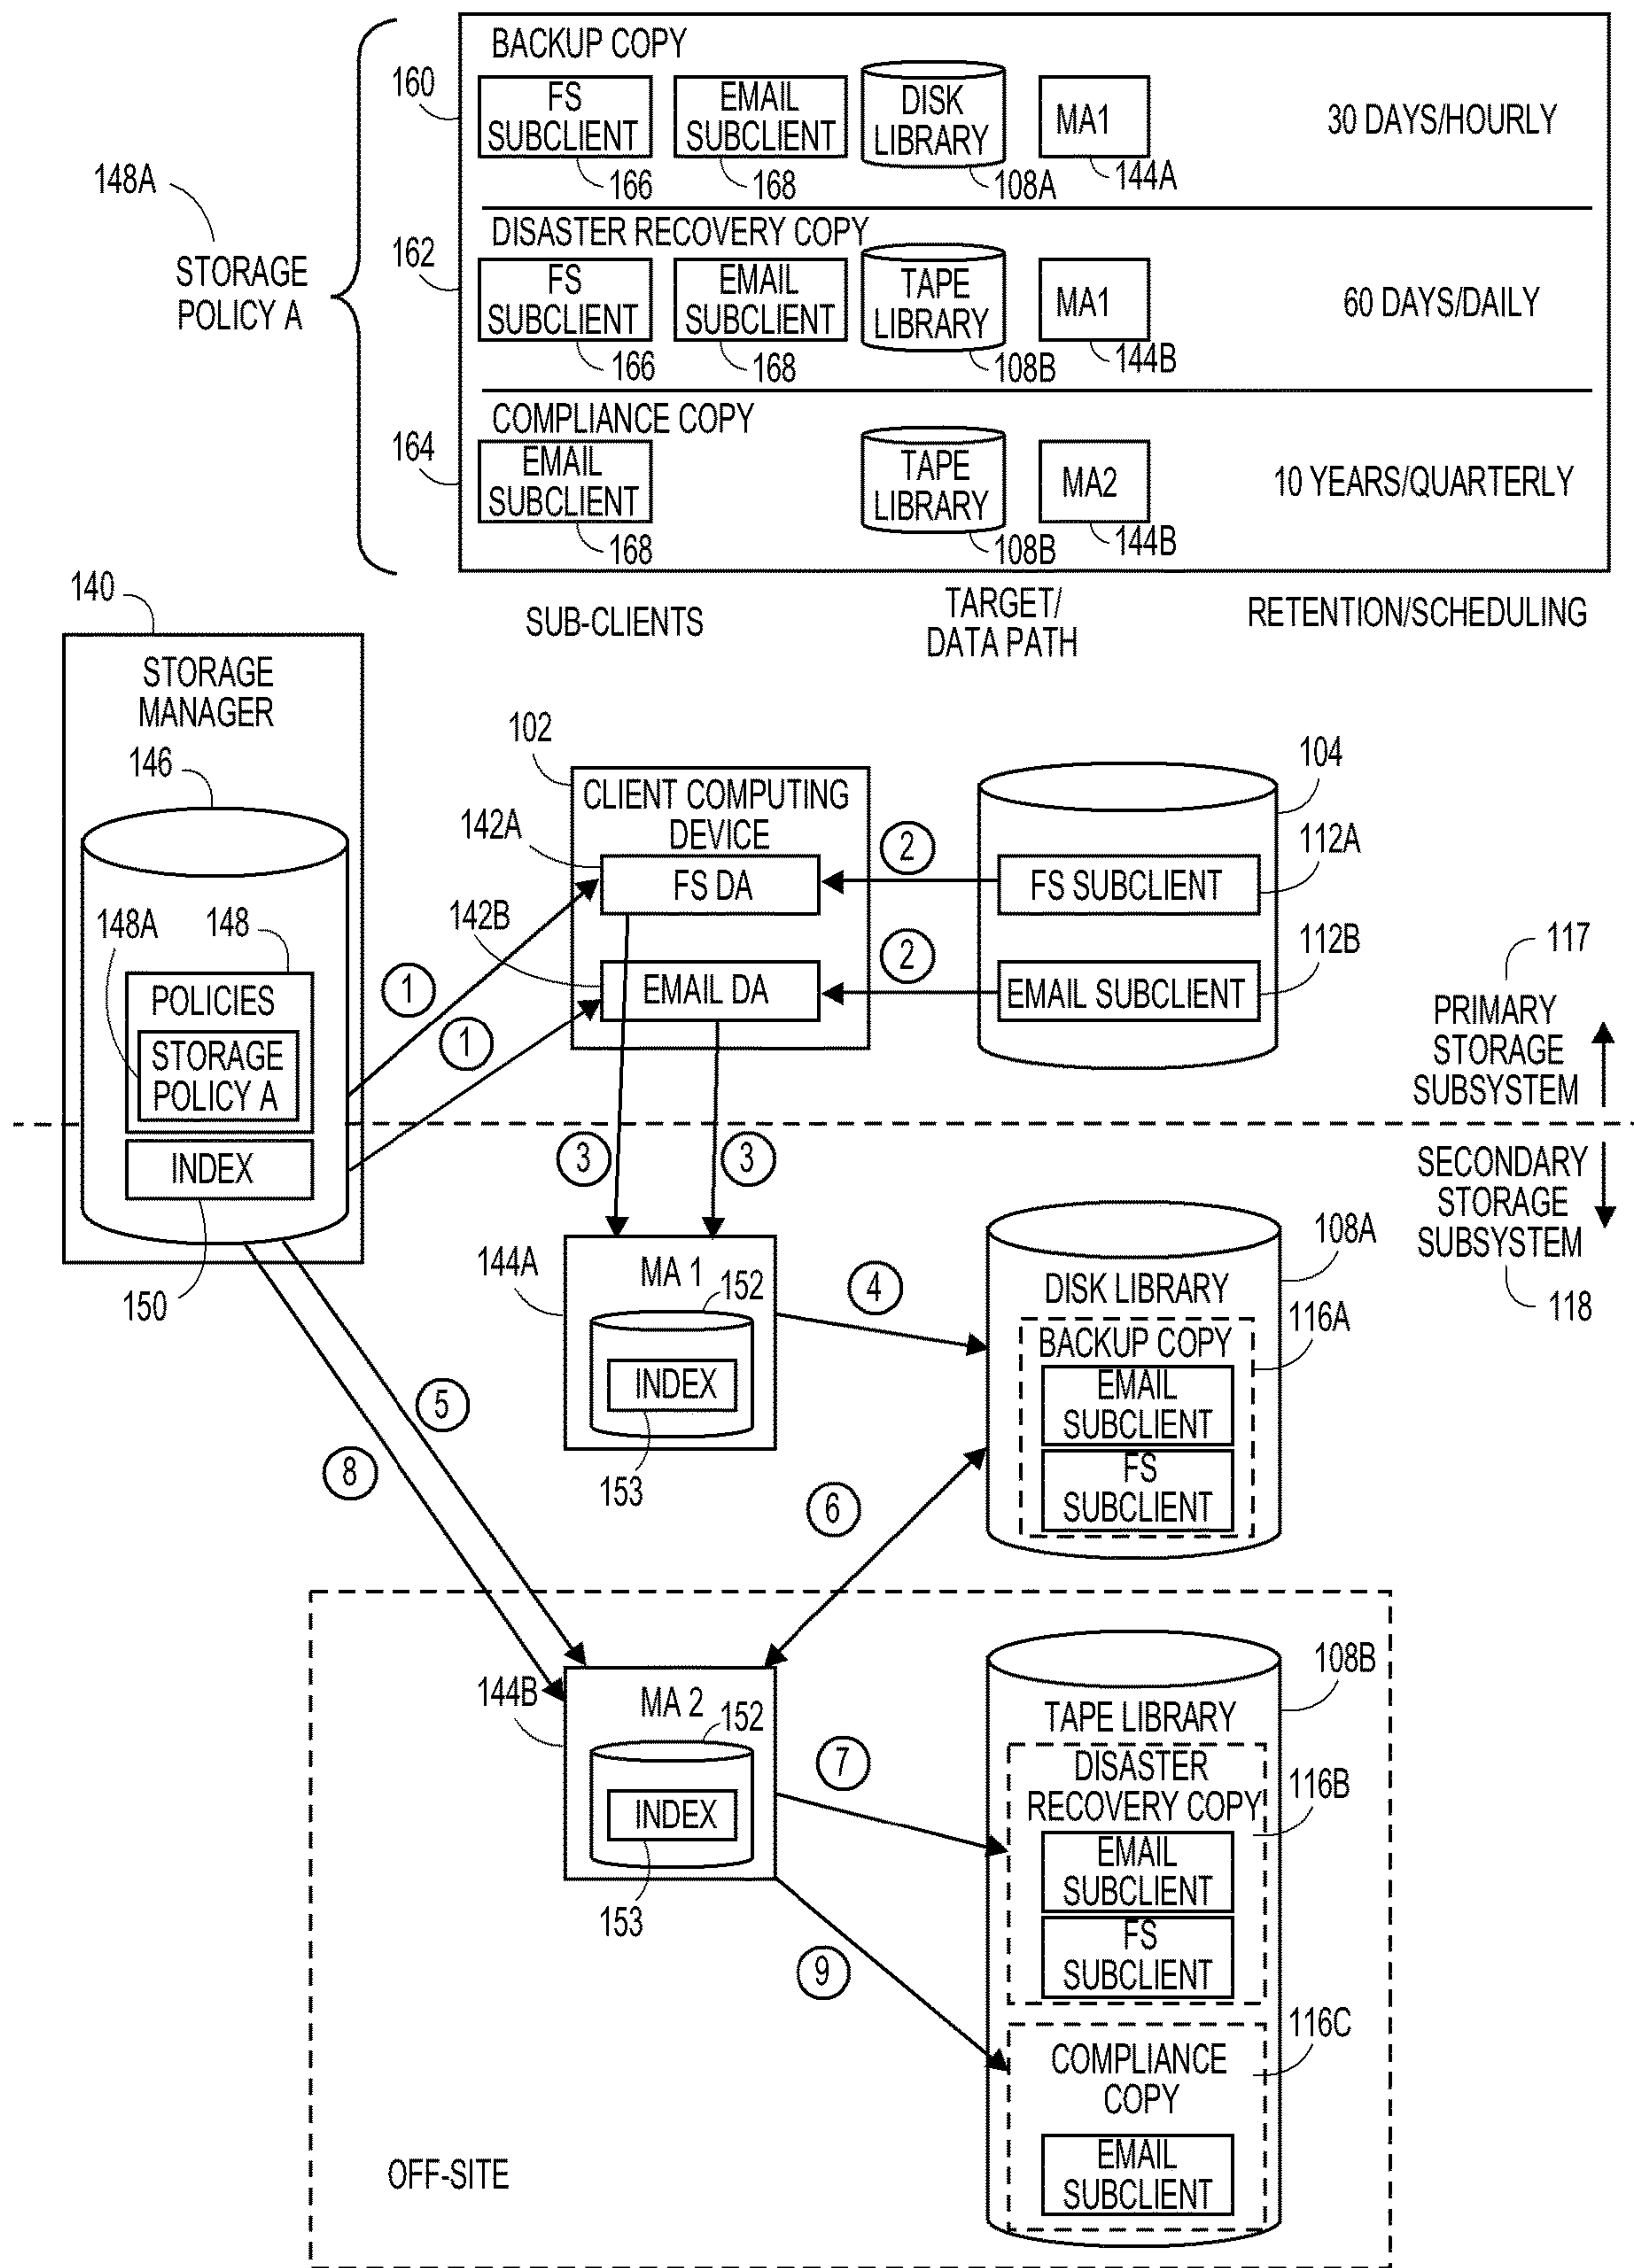 BACKUP COPY
160
FS
SUBCLIENT
166
EMAIL
SUBCLIENT
168
DISK
LIBRARY
108A
MA1
144A
30 DAYS/HOURLY
148A
STORAGE
POLICY A
DISASTER RECOVERY COPY
162
FS
SUBCLIENT
166
EMAIL
SUBCLIENT
168
TAPE
LIBRARY
108B
MA1
144B
60 DAYS/DAILY
COMPLIANCE COPY
164
EMAIL
SUBCLIENT
168
TAPE
LIBRARY
108B
MA2
144B
10 YEARS/QUARTERLY
SUB-CLIENTS
TARGET/
DATA PATH
RETENTION/SCHEDULING
140
STORAGE
MANAGER
146
148A
148
POLICIES
STORAGE
POLICY A
INDEX
150
102
CLIENT COMPUTING
DEVICE
142A
FS DA
142B
EMAIL DA
1
1
2
2
104
112A
FS SUBCLIENT
112B
EMAIL SUBCLIENT
117
PRIMARY
STORAGE
SUBSYSTEM
SECONDARY
STORAGE
SUBSYSTEM
118
3
3
144A
MA 1
152
INDEX
153
4
108A
DISK LIBRARY
116A
BACKUP COPY
EMAIL
SUBCLIENT
FS
SUBCLIENT
5
8
6
144B
MA 2
152
INDEX
153
7
9
108B
TAPE LIBRARY
DISASTER
RECOVERY COPY
116B
EMAIL
SUBCLIENT
FS
SUBCLIENT
116C
COMPLIANCE
COPY
EMAIL
SUBCLIENT
OFF-SITE